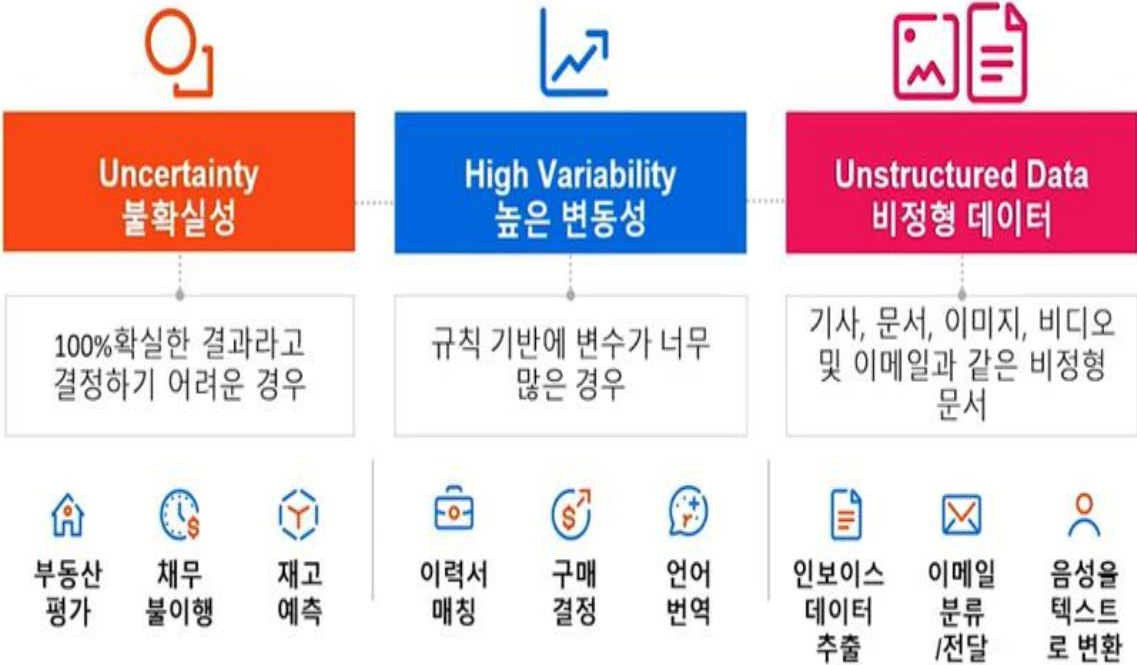 Uncertainty
불확실성
High Variability
높은 변동성
Unstructured Data
비정형 데이터
100%확실한 결과라고
결정하기 어려운 경우
규칙 기반에 변수가 너무
많은 경우
기사, 문서, 이미지, 비디오
및 이메일과 같은 비정형
문서
부동산
평가
채무
불이행
재고
예측
이력서
매칭
구매
결정
언어
번역
인보이스
데이터
추출
이메일
분류
/전달
음성을
텍스트
로 변환